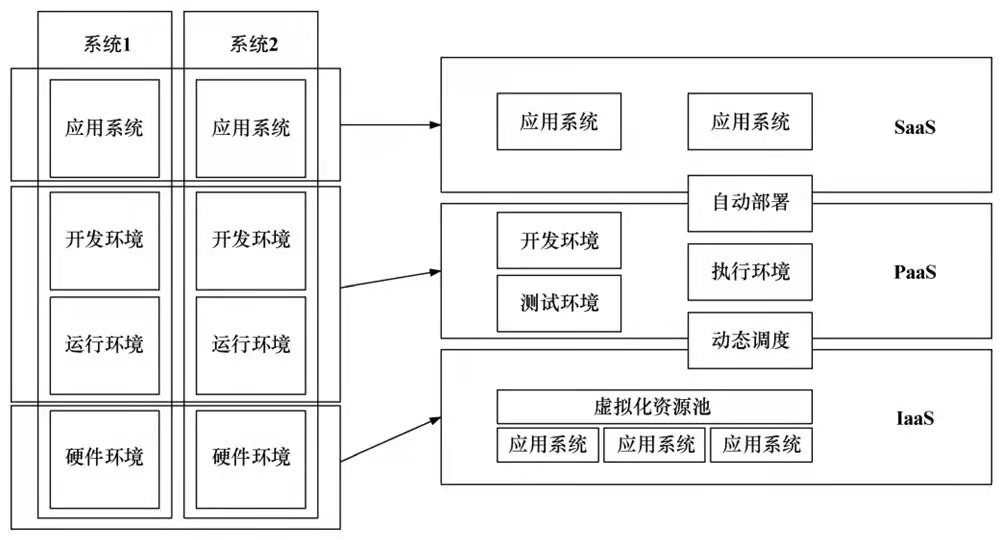 系统1
系统2
应用系统
应用系统
开发环境
开发环境
运行环境
运行环境
硬件环境
硬件环境
应用系统
应用系统
SaaS
自动部署
开发环境
测试环境
执行环境
PaaS
动态调度
虚拟化资源池
应用系统
应用系统
应用系统
IaaS